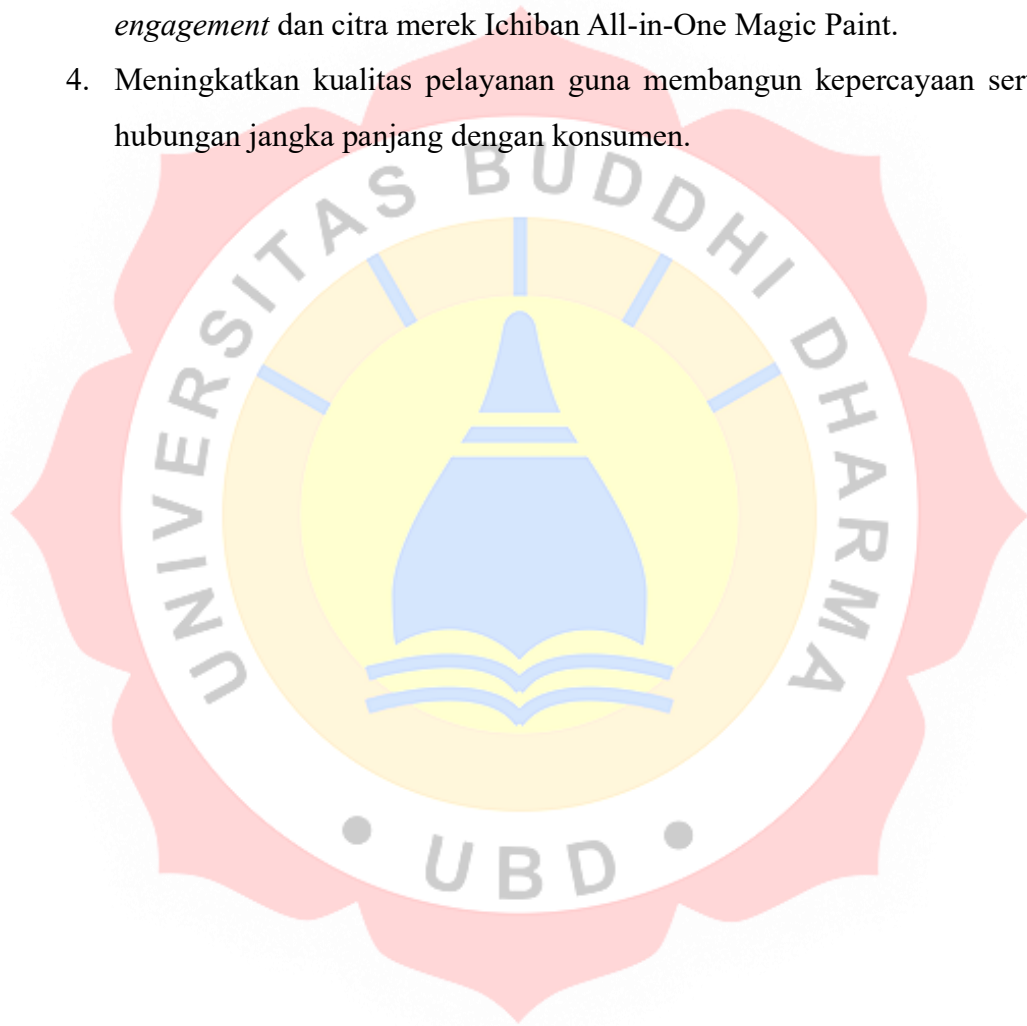 engagement dan citra merek Ichiban All-in-One Magic Paint.
4. Meningkatkan kualitas pelayanan guna membangun kepercayaan ser
hubungan jangka panjang dengan konsumen.
UNIVERSITAS BUDDHI DHARMA
• UBD •